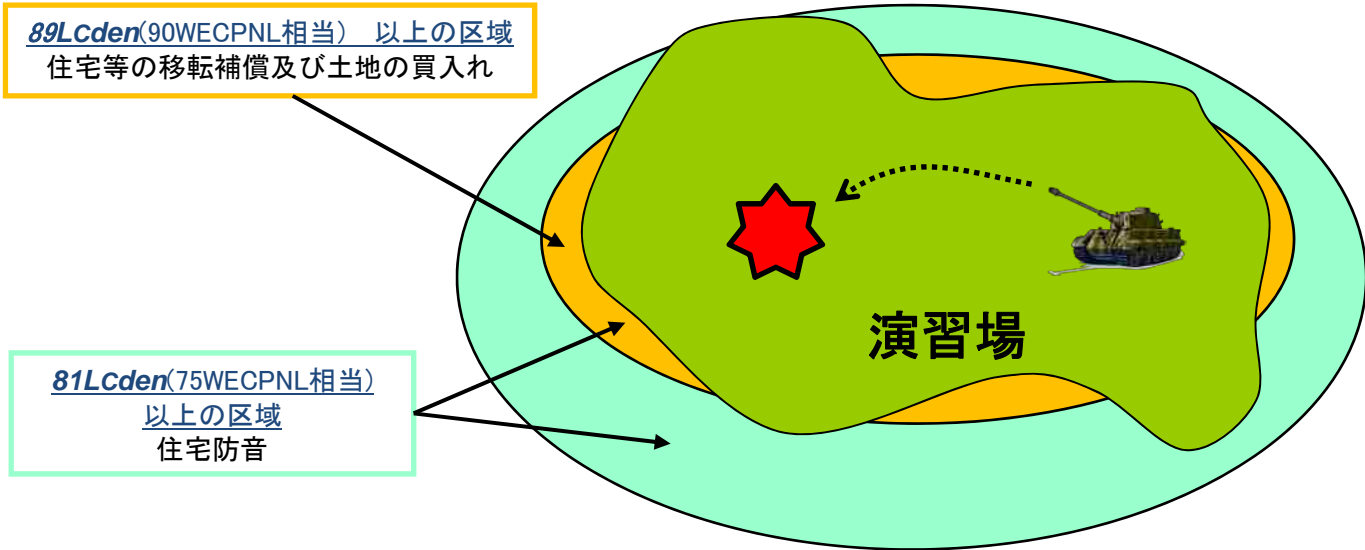 89LCden(90WECPNL相当)　以上の区域
住宅等の移転補償及び土地の買入れ
演習場
81LCden(75WECPNL相当)
以上の区域
住宅防音